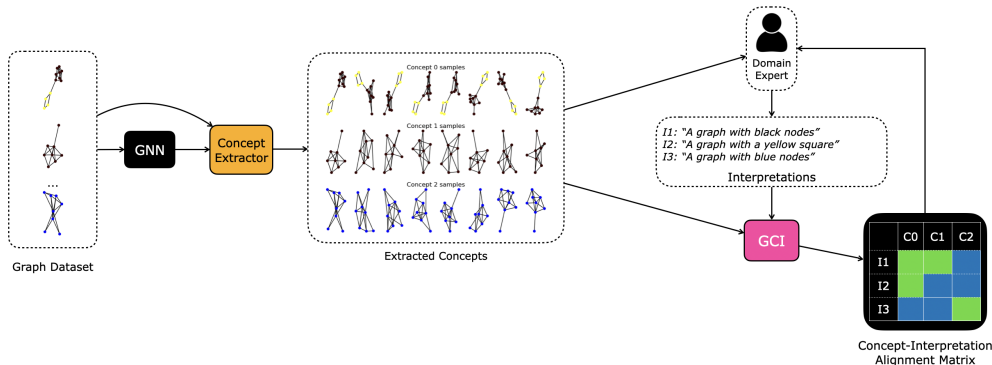 Graph Dataset
...
GNN
Concept
Extractor
Concept 0 samples
Concept 1 samples
Concept 2 samples
Extracted Concepts
Domain
Expert
I1: “A graph with black nodes”
I2: “A graph with a yellow square”
I3: “A graph with blue nodes”
Interpretations
GCI
C0 C1 C2
I1
I2
I3
Concept-Interpretation
Alignment Matrix